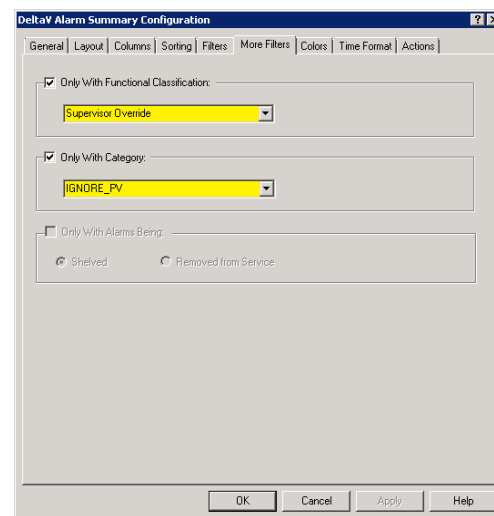 DeltaV Alarm Summary Configuration
General Layout Columns Sorting Filters More Filters Colors Time Format Actions
Only With Functional Classification:
Supervisor Override
Only With Category:
IGNORE_PV
Only With Alarms Being:
Shelved Removed from Service
OK Cancel Apply Help